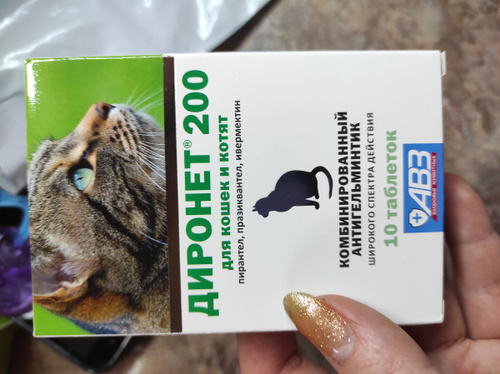 ДИРОНЕТ® 200
для кошек и котят
пирантел, празиквантел, ивермектин
КОМБИНИРОВАННЫЙ
АНТИГЕЛЬМИНТИК
ШИРОКОГО СПЕКТРА ДЕЙСТВИЯ
10 таблеток
АВЗ